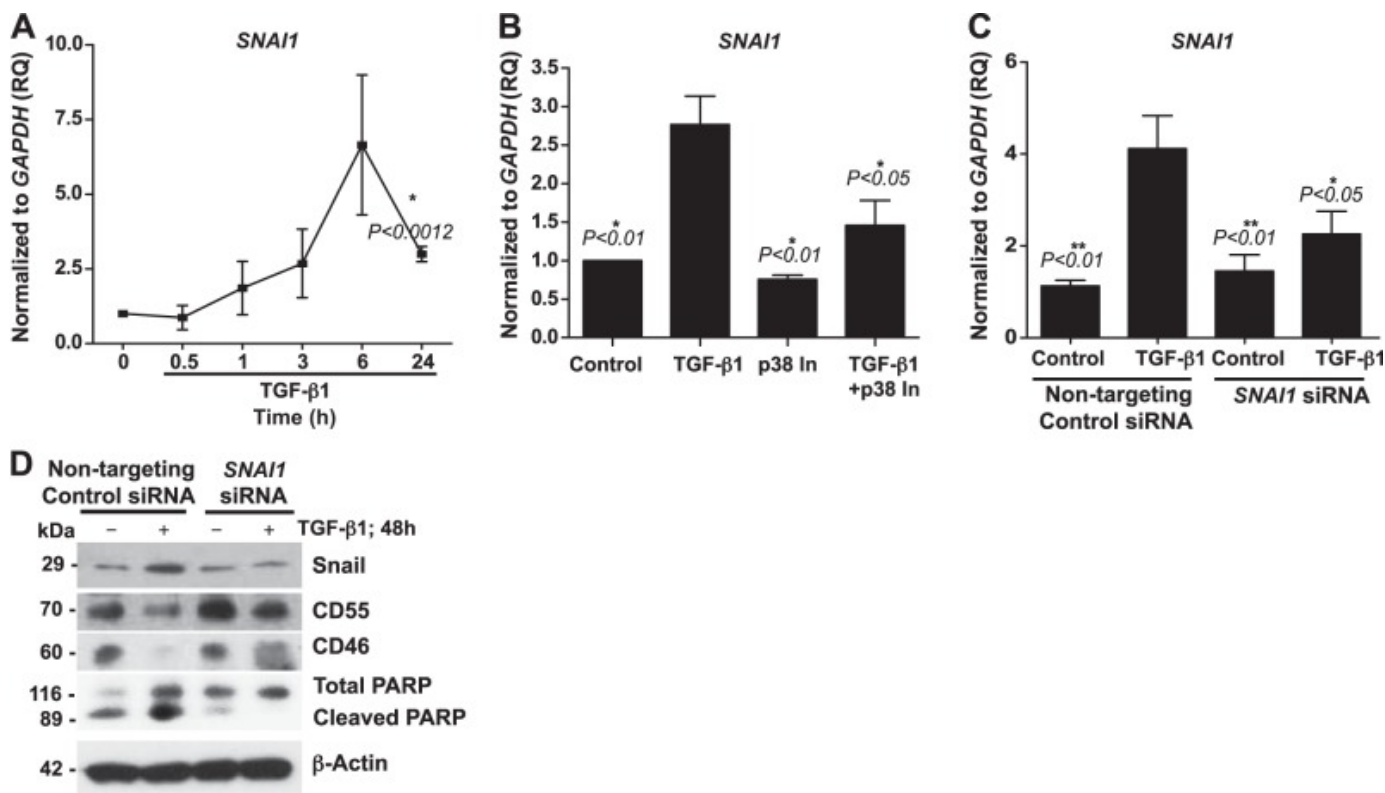 A
SNAI1
Normalized to GAPDH (RQ)
10.0
7.5
5.0
2.5
0.0
*
P<0.0012
0 0.5 1 3 6 24
TGF-β1
Time (h)
B
SNAI1
Normalized to GAPDH (RQ)
3.5
3.0
2.5
2.0
1.5
1.0
0.5
0.0
*
P<0.01
*
P<0.01
*
P<0.05
Control TGF-β1 p38 In TGF-β1
+p38 In
C
SNAI1
Normalized to GAPDH (RQ)
6
4
2
0
**
P<0.01
**
P<0.01
*
P<0.05
Control TGF-β1 Control TGF-β1
Non-targeting
Control siRNA
SNAI1 siRNA
D
Non-targeting
Control siRNA
SNAI1
siRNA
kDa – + – + TGF-β1; 48h
29 - Snail
70 - CD55
60 - CD46
116 - Total PARP
89 - Cleaved PARP
42 - β-Actin